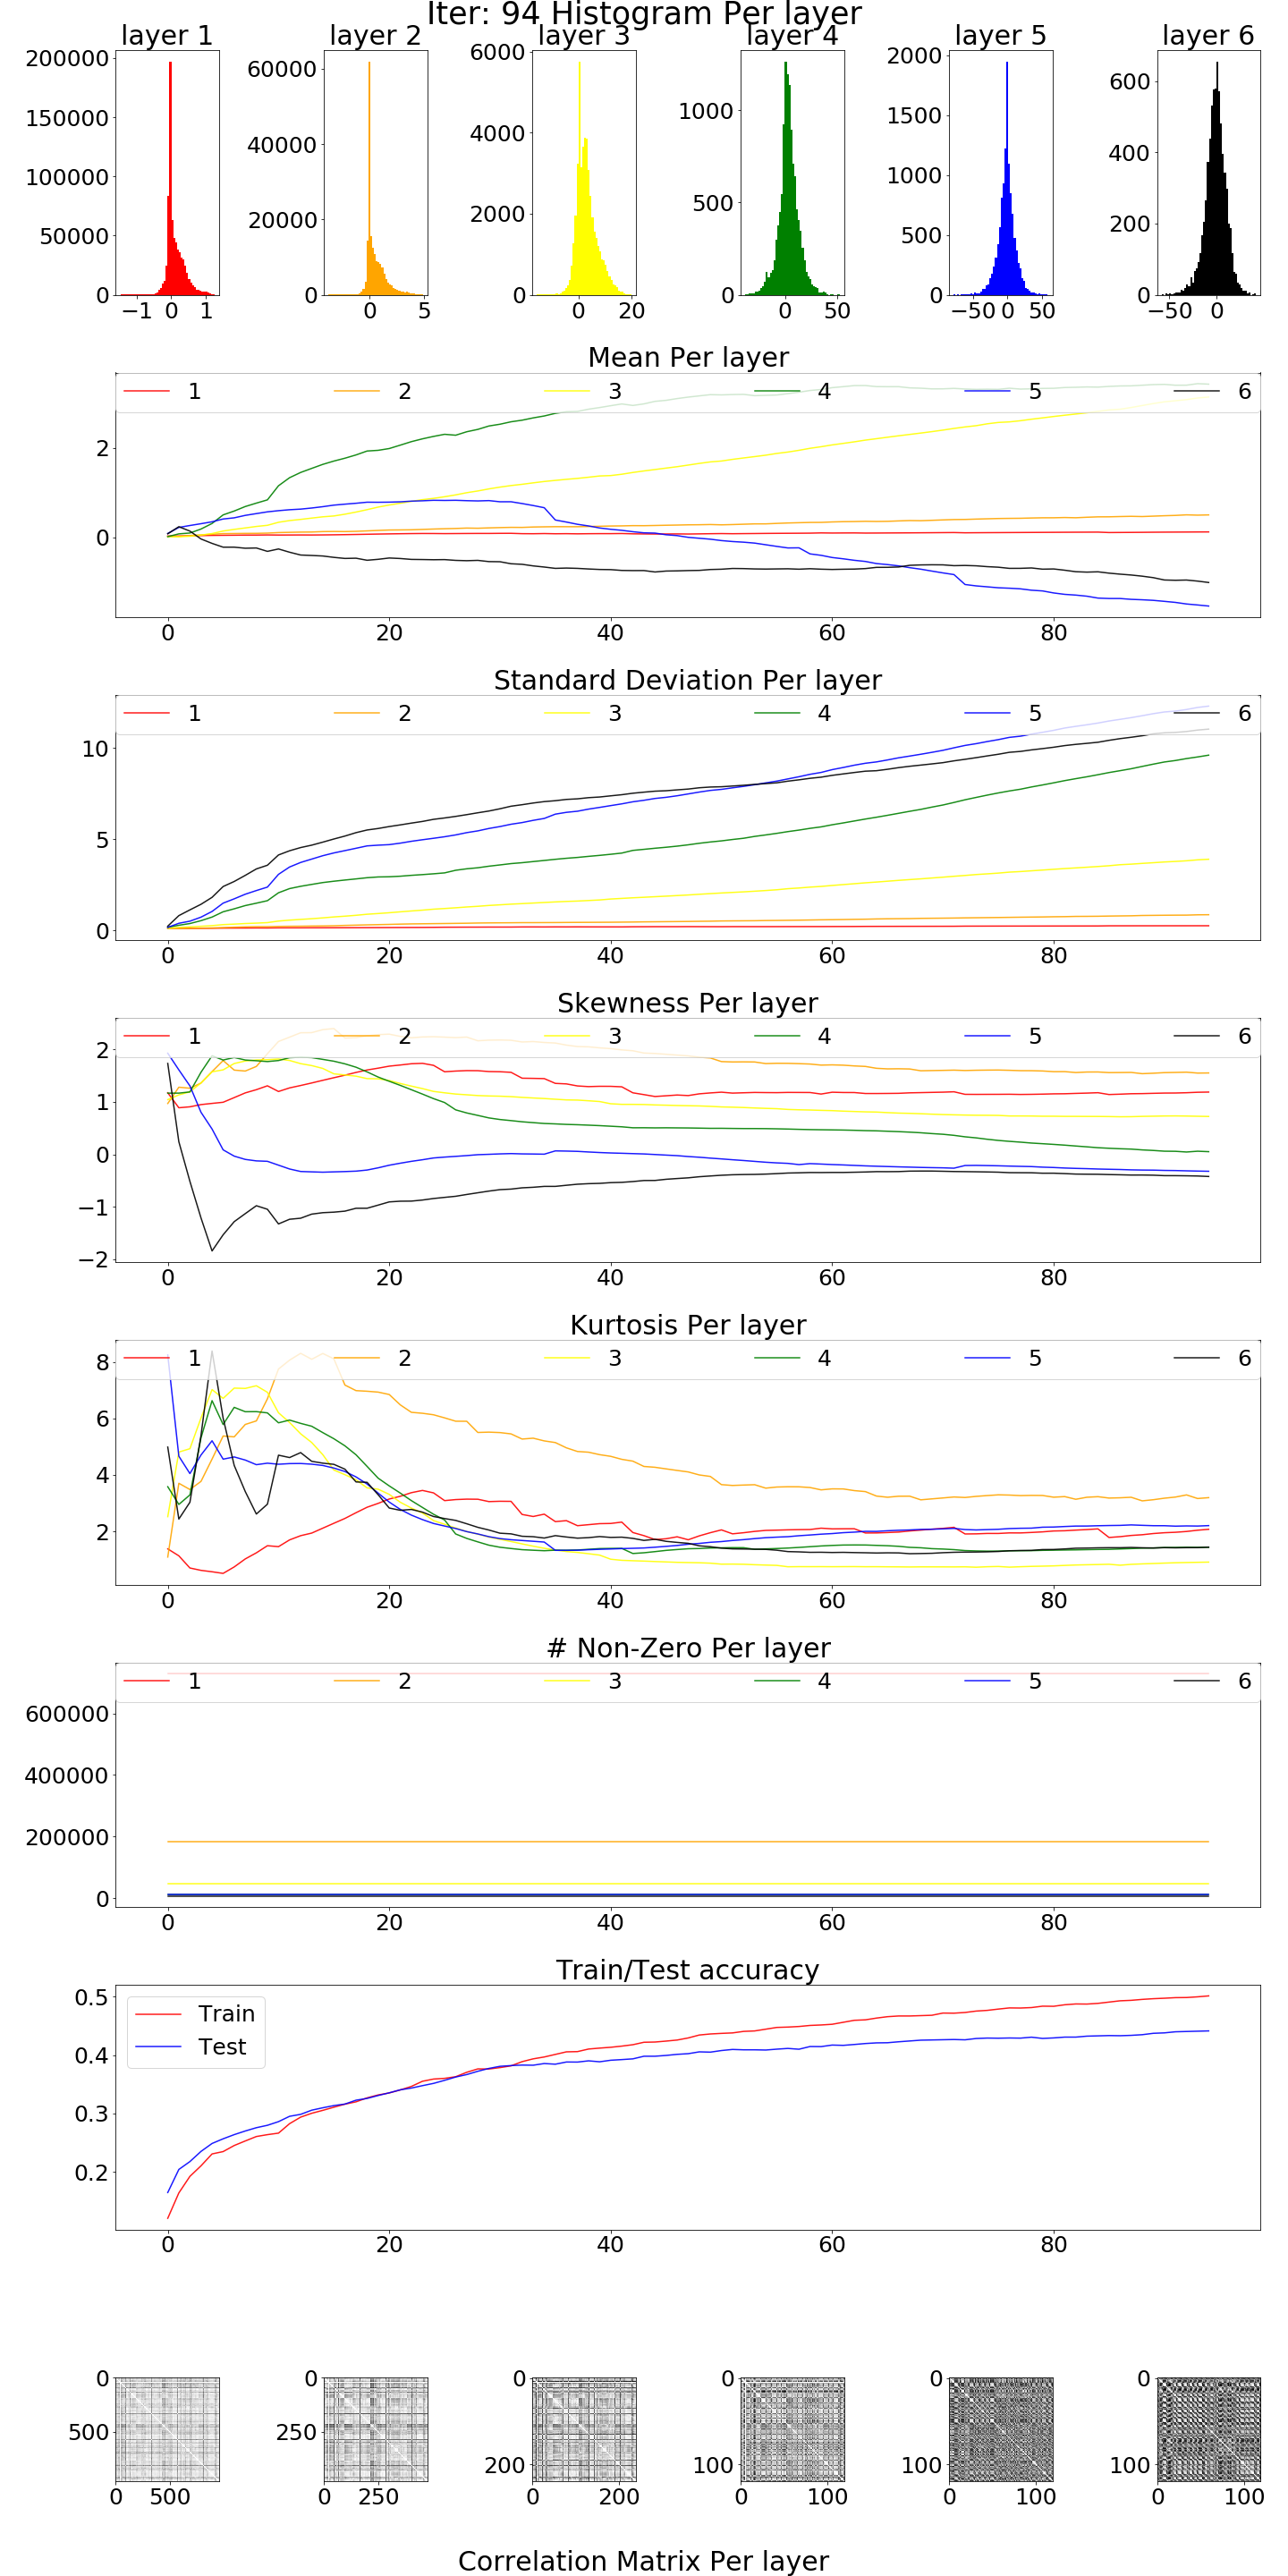 Iter: 94 Histogram Per layer
layer 1 layer 2 layer 3 layer 4 layer 5 layer 6
200000 150000 100000 50000 0
−1 0 1
60000 40000 20000 0
0 5
6000 4000 2000 0
0 20
1000 500 0
0 50
2000 1500 1000 500 0
−50 0 50
600 400 200 0
−50 0
Mean Per layer
1 2 3 4 5 6
2
0
0 20 40 60 80
Standard Deviation Per layer
1 2 3 4 5 6
10
5
0
0 20 40 60 80
Skewness Per layer
1 2 3 4 5 6
2
1
0
−1
−2
0 20 40 60 80
Kurtosis Per layer
1 2 3 4 5 6
8
6
4
2
0 20 40 60 80
# Non-Zero Per layer
1 2 3 4 5 6
600000
400000
200000
0
0 20 40 60 80
Train/Test accuracy
Train
Test
0.5
0.4
0.3
0.2
0 20 40 60 80
0 500
0 500
0 250
0 250
0 200
0 200
0 100
0 100
0 100
0 100
0 100
0 100
Correlation Matrix Per layer